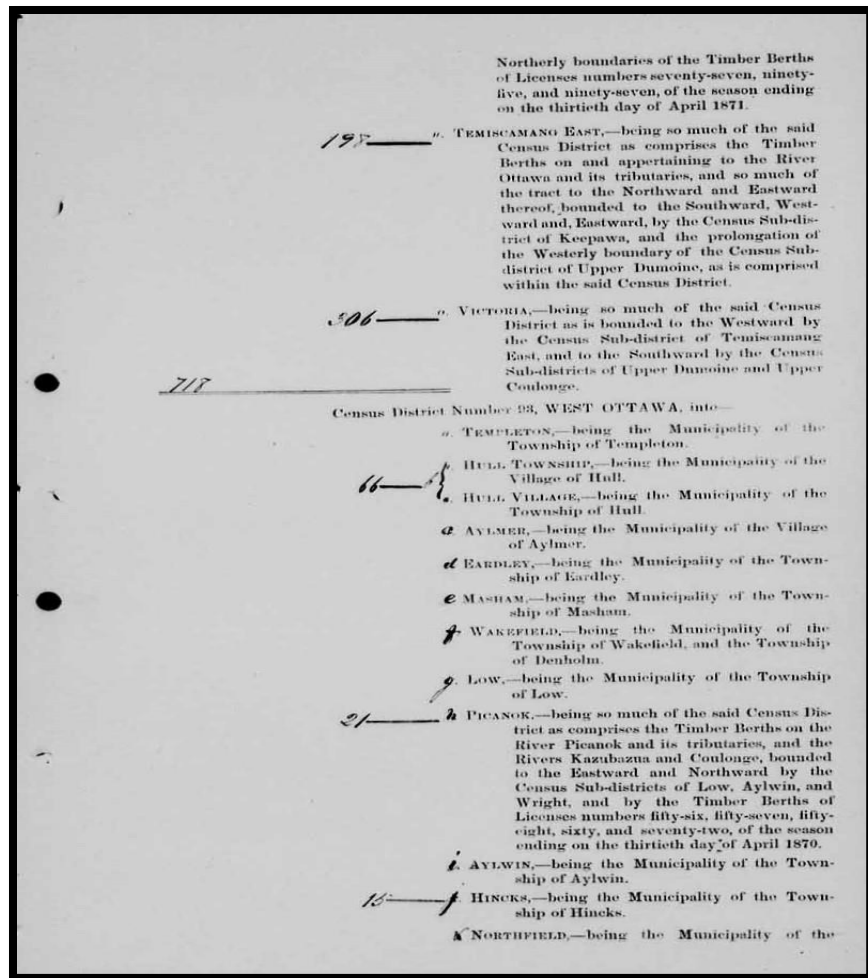 Northerly boundaries of the Timber Berths
of Licenses numbers seventy-seven, ninety-
five, and ninety-seven, of the season ending
on the thirtieth day of April 1871.
198 — n. TEMISCAMANG EAST,—being so much of the said
Census District as comprises the Timber
Berths on and appertaining to the River
Ottawa and its tributaries, and so much of
the tract to the Northward and Eastward
thereof, bounded to the Southward, West-
ward and, Eastward, by the Census Sub-dis-
trict of Keepawa, and the prolongation of
the Westerly boundary of the Census Sub-
district of Upper Dumoine, as is comprised
within the said Census District.
306 — o. VICTORIA,—being so much of the said Census
District as is bounded to the Westward by
the Census Sub-district of Temiscamang
East, and to the Southward by the Census
Sub-districts of Upper Dumoine and Upper
Coulonge.
718
Census District Number 93, WEST OTTAWA, into—
a. TEMPLETON,—being the Municipality of the
Township of Templeton.
HULL TOWNSHIP,—being the Municipality of the
Village of Hull.
66 — b {
HULL VILLAGE,—being the Municipality of the
Township of Hull.
AYLMER,—being the Municipality of the Village
of Aylmer.
d EARDLEY,—being the Municipality of the Town-
ship of Eardley.
e MASHAM,—being the Municipality of the Town-
ship of Masham.
f WAKEFIELD,—being the Municipality of the
Township of Wakefield, and the Township
of Denholm.
g. LOW,—being the Municipality of the Township
of Low.
21 — h PICANOK,—being so much of the said Census Dis-
trict as comprises the Timber Berths on the
River Picanok and its tributaries, and the
Rivers Kazubazua and Coulonge, bounded
to the Eastward and Northward by the
Census Sub-districts of Low, Aylwin, and
Wright, and by the Timber Berths of
Licenses numbers fifty-six, fifty-seven, fifty-
eight, sixty, and seventy-two, of the season
ending on the thirtieth day of April 1870.
i. AYLWIN,—being the Municipality of the Town-
ship of Aylwin.
15 — j. HINCKS,—being the Municipality of the Town-
ship of Hincks.
k NORTHFIELD,—being the Municipality of the